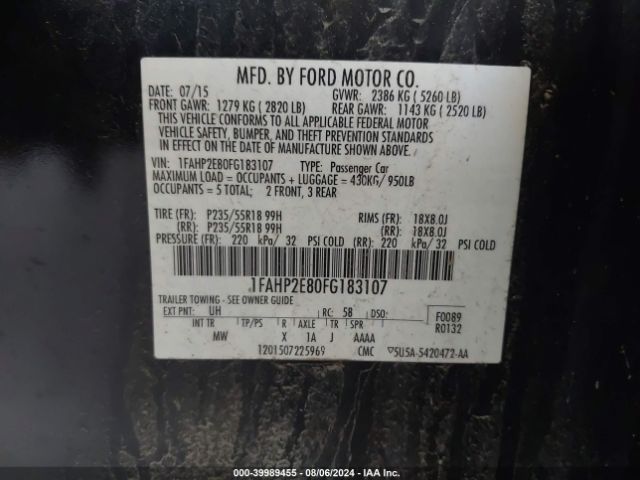 MFD. BY FORD MOTOR CO.
DATE: 07/15 GVWR: 2386 KG ( 5260 LB)
FRONT GAWR: 1279 KG ( 2820 LB) REAR GAWR: 1143 KG ( 2520 LB)
THIS VEHICLE CONFORMS TO ALL APPLICABLE FEDERAL MOTOR
VEHICLE SAFETY, BUMPER, AND THEFT PREVENTION STANDARDS
IN EFFECT ON THE DATE OF MANUFACTURE SHOWN ABOVE.
VIN: 1FAHP2E80FG183107 TYPE: Passenger Car
MAXIMUM LOAD = OCCUPANTS + LUGGAGE = 430KG/ 950LB
OCCUPANTS = 5 TOTAL; 2 FRONT, 3 REAR
TIRE (FR): P235/55R18 99H RIMS (FR): 18X8.0J
(RR): P235/55R18 99H (RR): 18X8.0J
PRESSURE (FR): 220 kPa/ 32 PSI COLD (RR): 220 kPa/ 32 PSI COLD
1FAHP2E80FG183107
TRAILER TOWING - SEE OWNER GUIDE
EXT PNT: UH RC: 58 DSO: F0089
INT TR TP/PS R AXLE TR SPR R0132
MW X 1A J AAAA
1201507225969 CMC ▽5U5A-5420472-AA
000-39989455 - 08/06/2024 - IAA Inc.